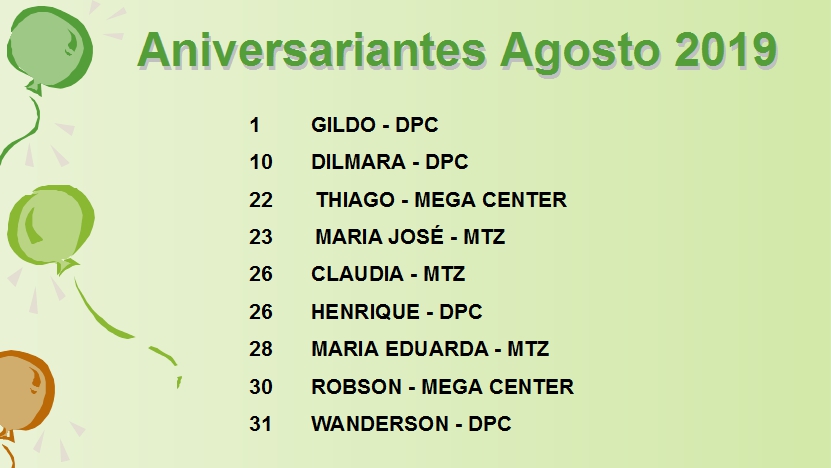 Aniversariantes Agosto 2019
1 GILDO - DPC
10 DILMARA - DPC
22 THIAGO - MEGA CENTER
23 MARIA JOSÉ - MTZ
26 CLAUDIA - MTZ
26 HENRIQUE - DPC
28 MARIA EDUARDA - MTZ
30 ROBSON - MEGA CENTER
31 WANDERSON - DPC